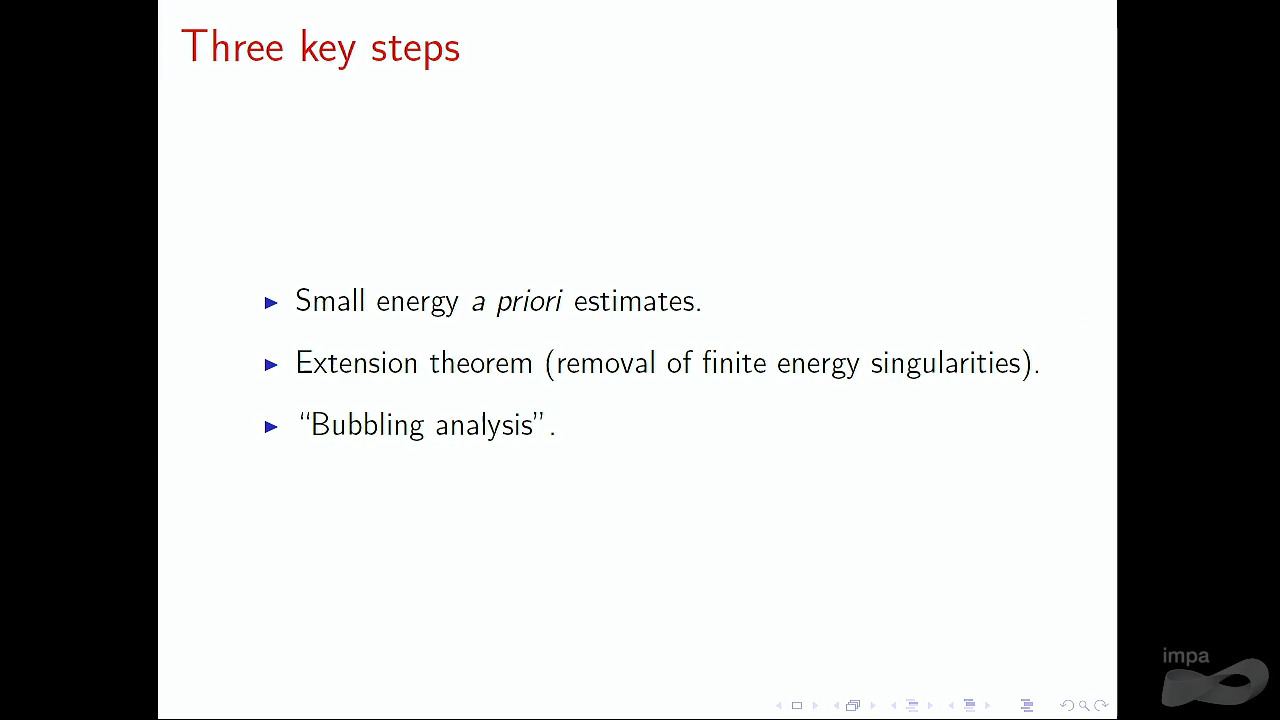 Three key steps
Small energy a priori estimates.
Extension theorem (removal of finite energy singularities).
“Bubbling analysis”.
impa